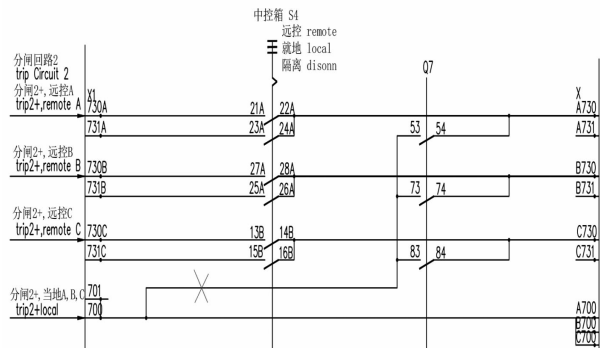 中控箱 S4
远控 remote
就地 local
隔离 disonn
分闸回路2
trip Circuit 2
Q7
分闸2+,远控A
trip2+,remote A
X1
X
730A
21A
22A
A730
731A
23A
24A
53
54
A731
分闸2+,远控B
trip2+,remote B
730B
27A
28A
B730
731B
25A
26A
73
74
B731
分闸2+,远控C
trip2+,remote C
730C
13B
14B
C730
731C
15B
16B
83
84
C731
分闸2+,当地A,B,C
trip2+local
701
700
A700
B700
C700